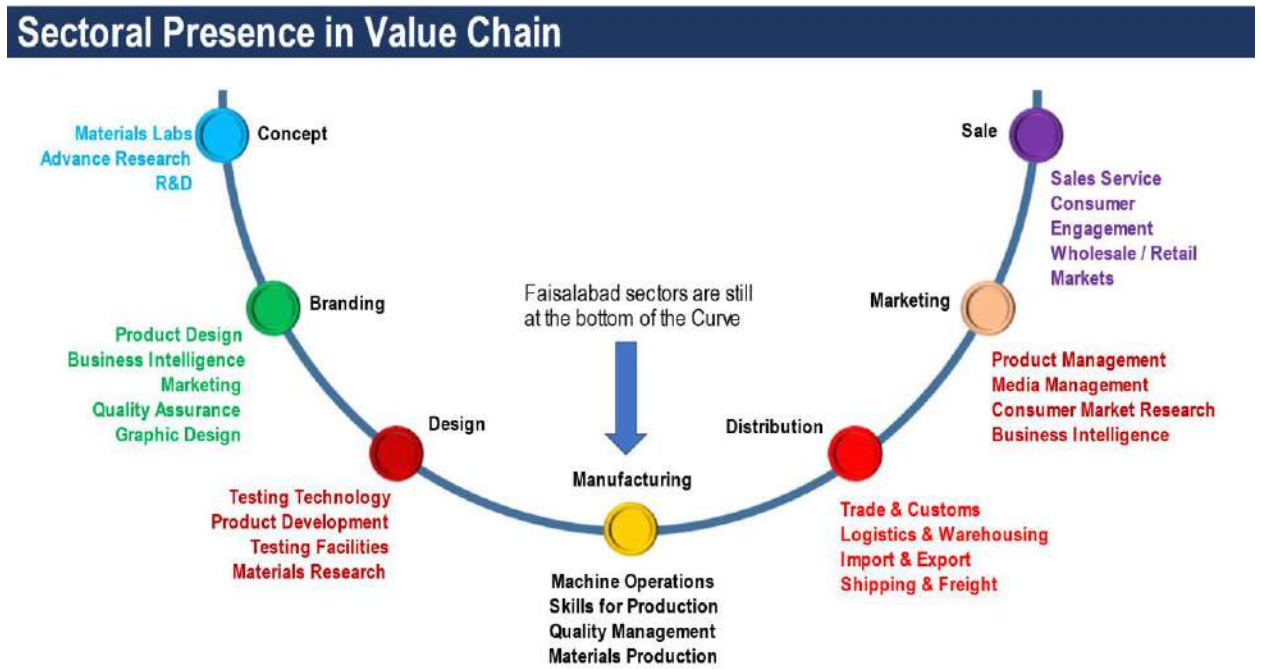 Sectoral Presence in Value Chain
Concept
Materials Labs
Advance Research
R&D
Branding
Product Design
Business Intelligence
Marketing
Quality Assurance
Graphic Design
Design
Testing Technology
Product Development
Testing Facilities
Materials Research
Faisalabad sectors are still
at the bottom of the Curve
Manufacturing
Machine Operations
Skills for Production
Quality Management
Materials Production
Distribution
Trade & Customs
Logistics & Warehousing
Import & Export
Shipping & Freight
Marketing
Product Management
Media Management
Consumer Market Research
Business Intelligence
Sale
Sales Service
Consumer
Engagement
Wholesale / Retail
Markets